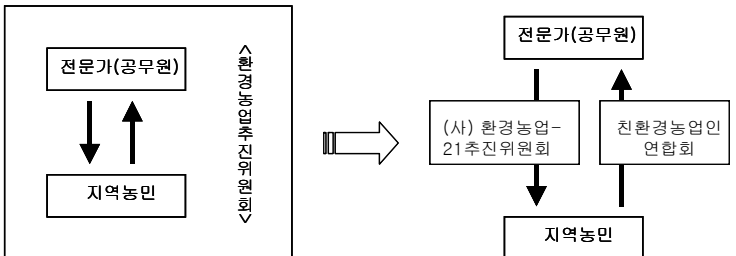 전문가(공무원)
지역농민
<환경농업추진위원회>
전문가(공무원)
(사) 환경농업-
21추진위원회
친환경농업인
연합회
지역농민